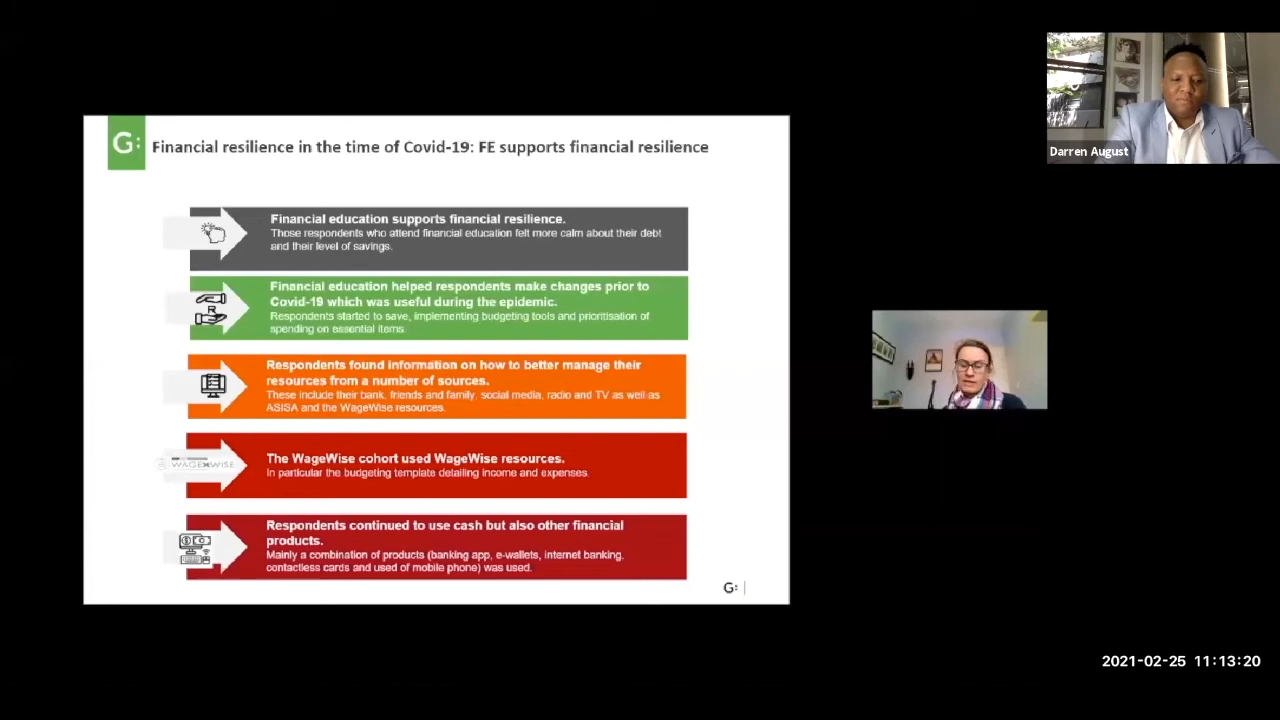 Darren August
G:
Financial resilience in the time of Covid-19: FE supports financial resilience
Financial education supports financial resilience.
Those respondents who attend financial education felt more calm about their debt
and their level of savings.
Financial education helped respondents make changes prior to
Covid-19 which was useful during the epidemic.
Respondents started to save, implementing budgeting tools and prioritisation of
spending on essential items.
R
Respondents found information on how to better manage their
resources from a number of sources.
These include their bank, friends and family, social media, radio and TV as well as
ASISA and the WageWise resources.
WAGEWISE
The WageWise cohort used WageWise resources.
In particular the budgeting template detailing income and expenses.
Respondents continued to use cash but also other financial
products.
Mainly a combination of products (banking app, e-wallets, internet banking,
contactless cards and used of mobile phone) was used.
G:
2021-02-25 11:13:20